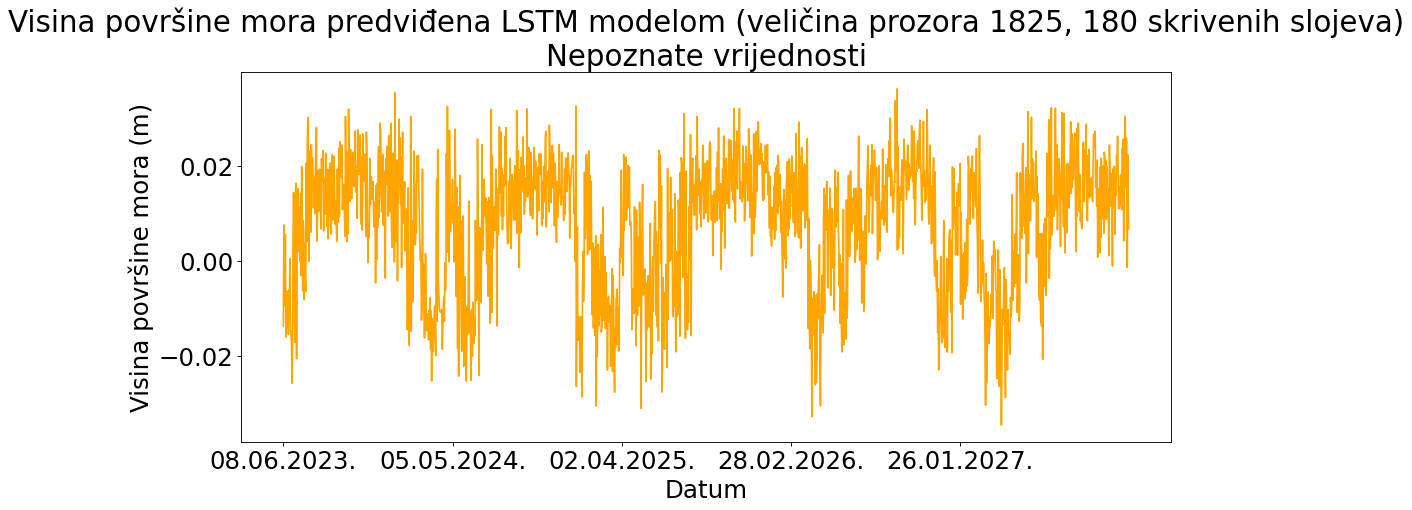 Visina površine mora predviđena LSTM modelom (veličina prozora 1825, 180 skrivenih slojeva)
Nepoznate vrijednosti
Visina površine mora (m)
0.02
0.00
−0.02
08.06.2023. 05.05.2024. 02.04.2025. 28.02.2026. 26.01.2027.
Datum